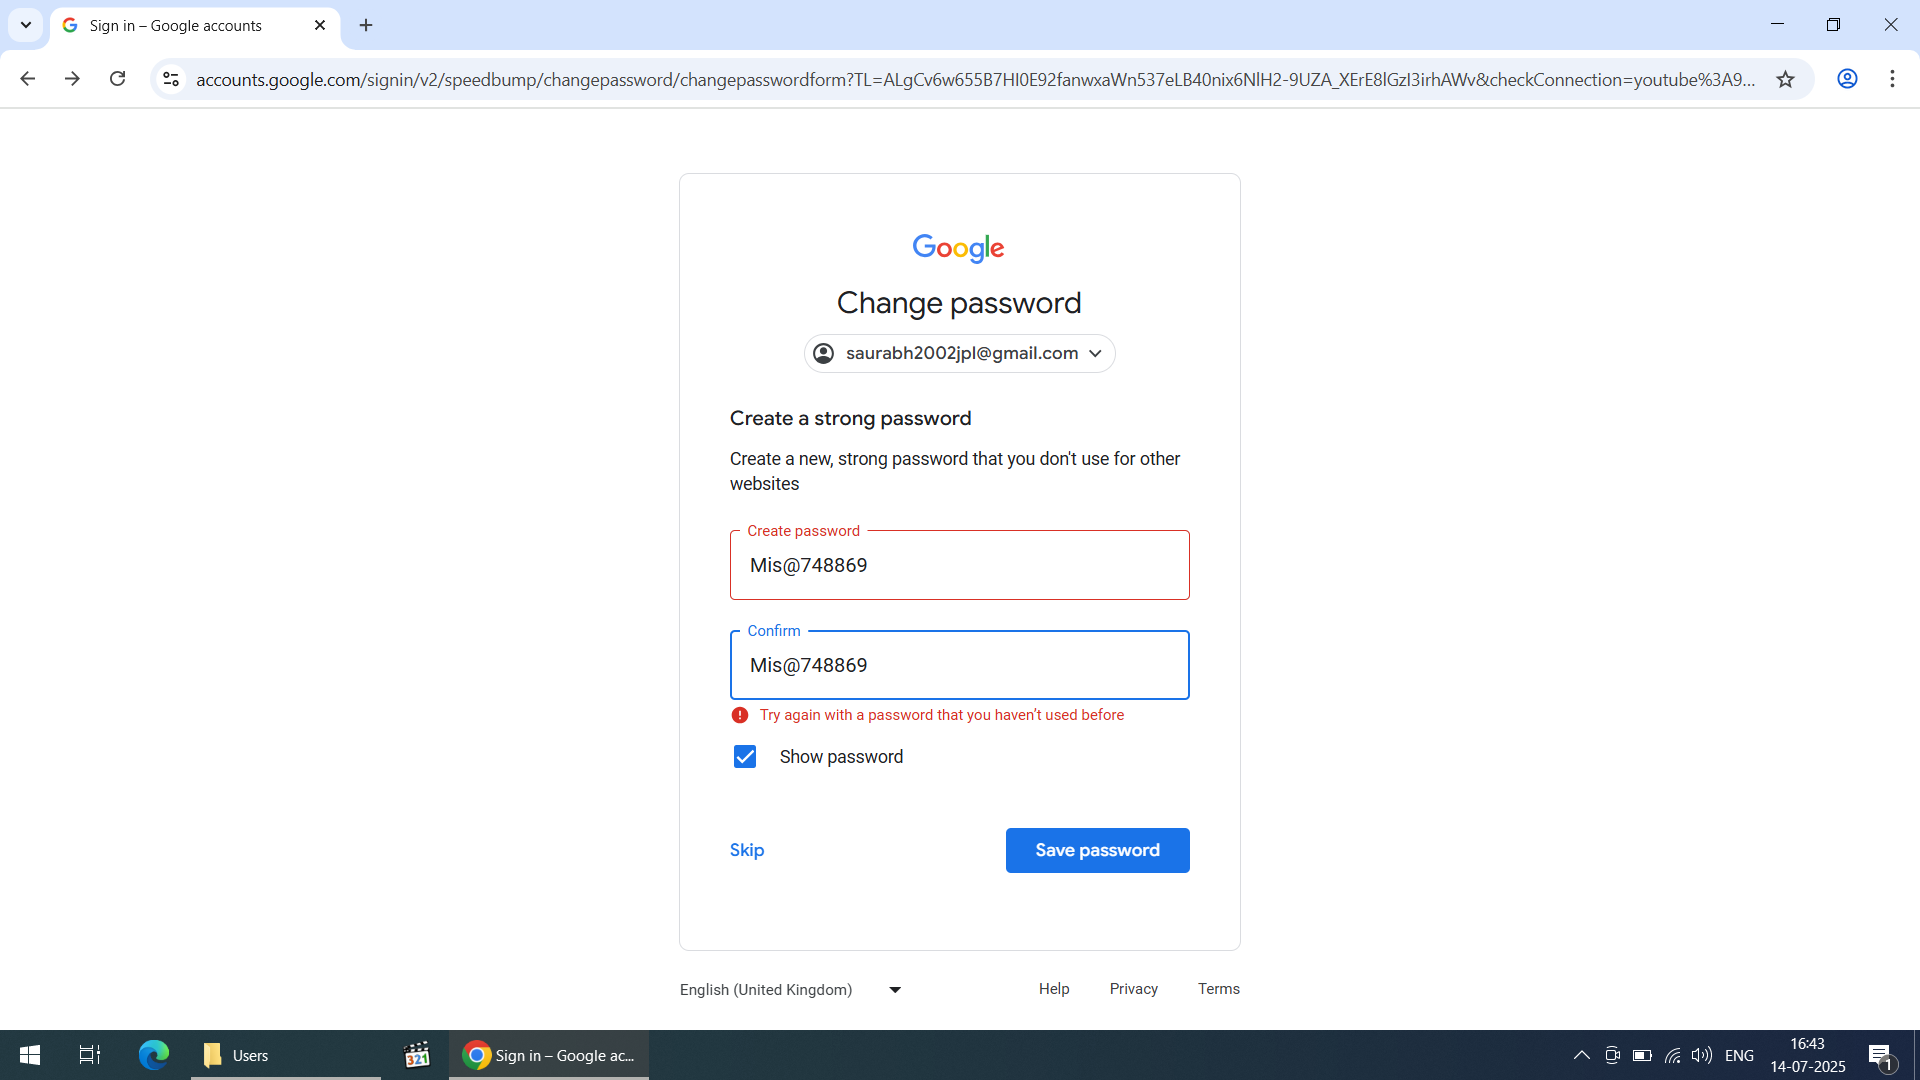 Sign in – Google accounts
accounts.google.com/signin/v2/speedbump/changepassword/changepasswordform?TL=ALgCv6w655B7HI0E92fanwxaWn537eLB40nix6NlH2-9UZA_XErE8lGzI3irhAWv&checkConnection=youtube%3A9...
Google
Change password
saurabh2002jpl@gmail.com
Create a strong password
Create a new, strong password that you don't use for other
websites
Create password
Mis@748869
Confirm
Mis@748869
Try again with a password that you haven't used before
Show password
Skip
Save password
English (United Kingdom)
Help
Privacy
Terms
Users
321
Sign in – Google ac...
ENG
16:43
14-07-2025
1